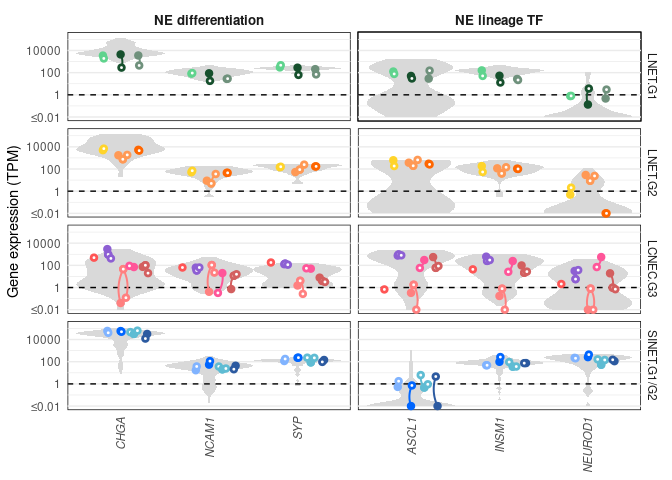 NE differentiation
NE lineage TF
Gene expression (TPM)
10000
100
1
≤0.01
LNET.G1
10000
100
1
≤0.01
LNET.G2
10000
100
1
≤0.01
LCNEC.G3
10000
100
1
≤0.01
SINET.G1/G2
CHGA
NCAM1
SYP
ASCL1
INSM1
NEUROD1